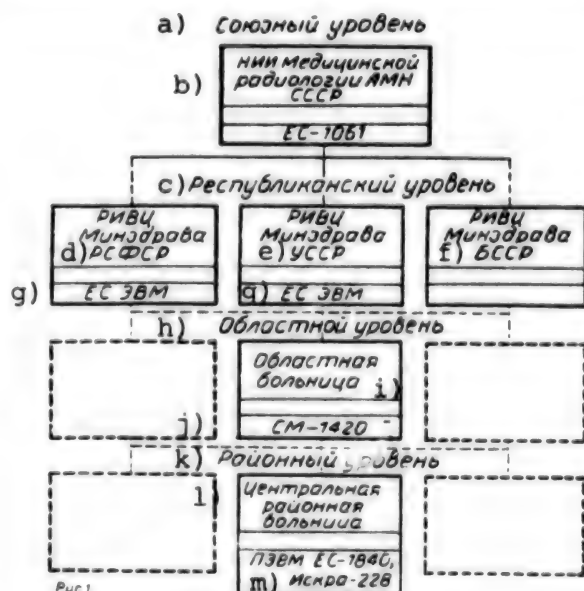 a) Союзный уровень
НИИ медицинской
b) радиологии АМН
СССР
ЕС-1061
c) Республиканский уровень
РИВЦ РИВЦ РИВЦ
Минздрава Минздрава Минздрава
d) РСФСР e) УССР f) БССР
g) ЕС ЭВМ g) ЕС ЭВМ
h) Областной уровень
Областная
больница i)
j) СМ-1420
k) Районный уровень
l) Центральная
районная
больница
ПЭВМ ЕС-1840,
m) Искра-226
Рис 1.